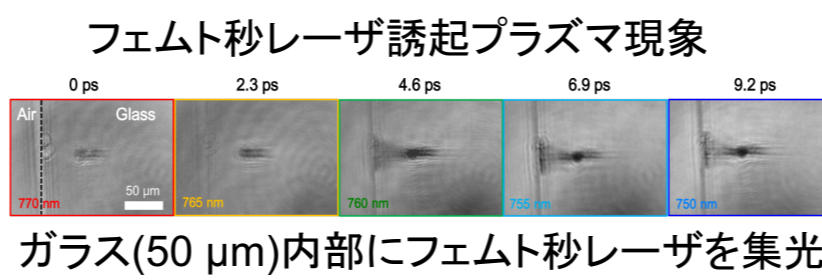 フェムト秒レーザ誘起プラズマ現象
0 ps 2.3 ps 4.6 ps 6.9 ps 9.2 ps
Air Glass
50 μm
770 nm 765 nm 760 nm 755 nm 750 nm
ガラス(50 μm)内部にフェムト秒レーザを集光